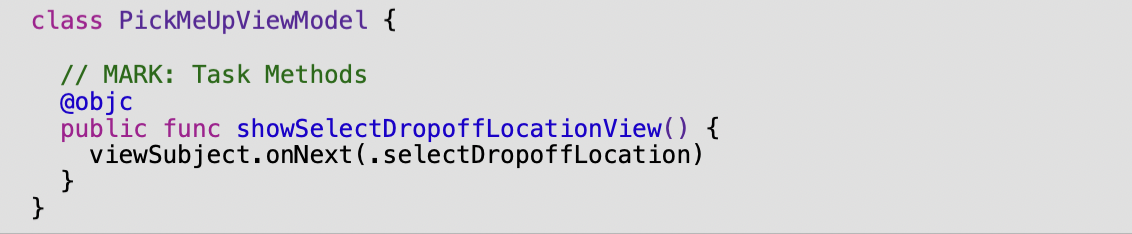 class PickMeUpViewModel {
// MARK: Task Methods
@objc
public func showSelectDropoffLocationView() {
viewSubject.onNext(.selectDropoffLocation)
}
}